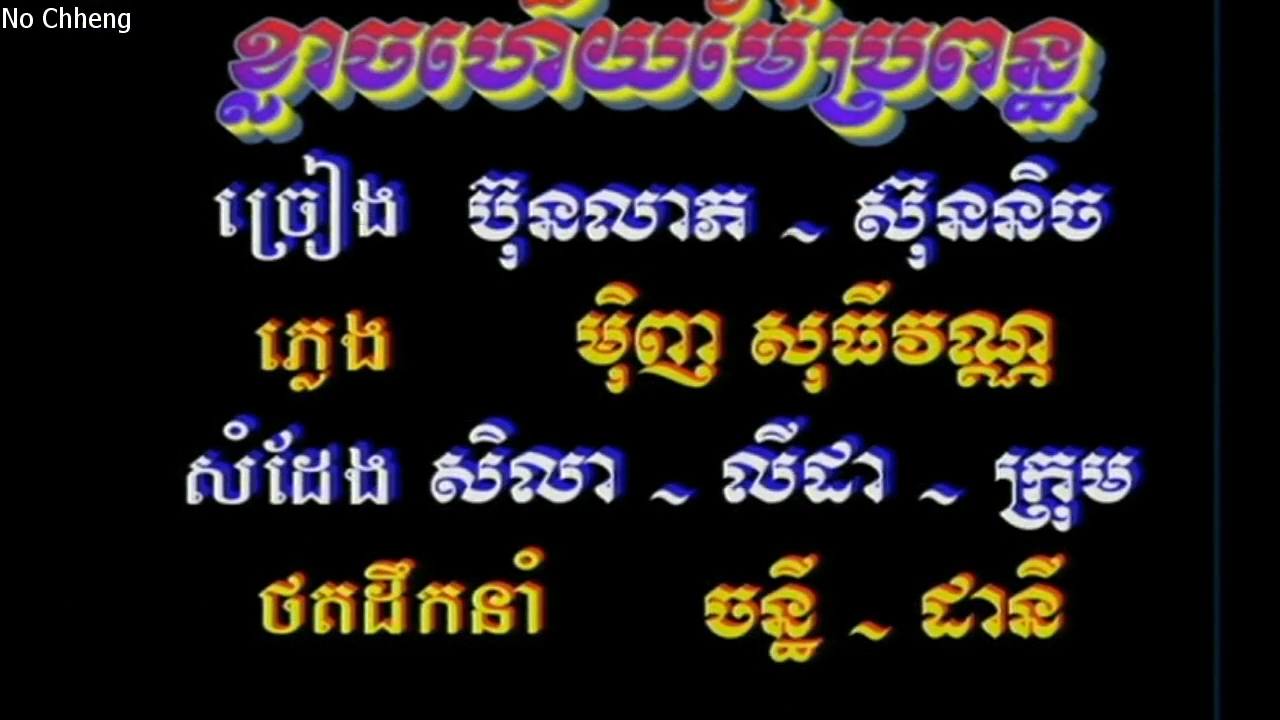 No Chheng
ខ្លាចហើយម៉ែប្រពន្ធ
ច្រៀង ប៊ុនលាភ ~ ស៊ុននិច
ភ្លេង ម៉ិញ សុធីវណ្ណ
សំដែង សិលា ~ លីដា ~ ក្រុម
ថតដឹកនាំ ចន្ធី ~ ដានី